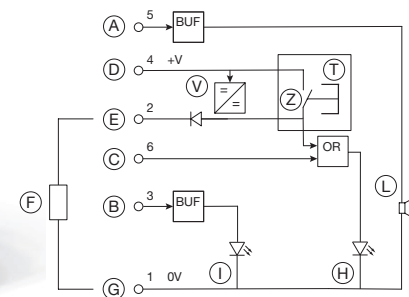 A 5 BUF
D 4 +V
T
V = =
Z
E 2
C 6 OR
L
F
B 3 BUF
I H
G 1 0V